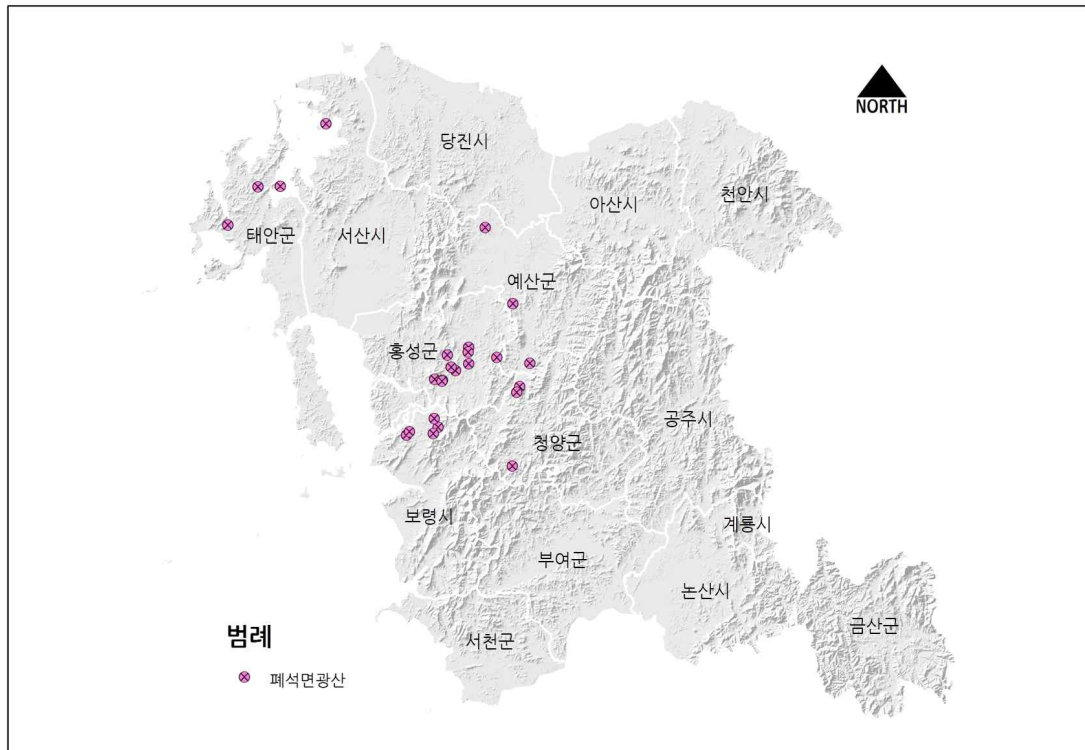 NORTH
당진시
아산시
천안시
태안군
서산시
예산군
홍성군
공주시
청양군
보령시
계룡시
부여군
논산시
금산군
서천군
범례
폐석면광산